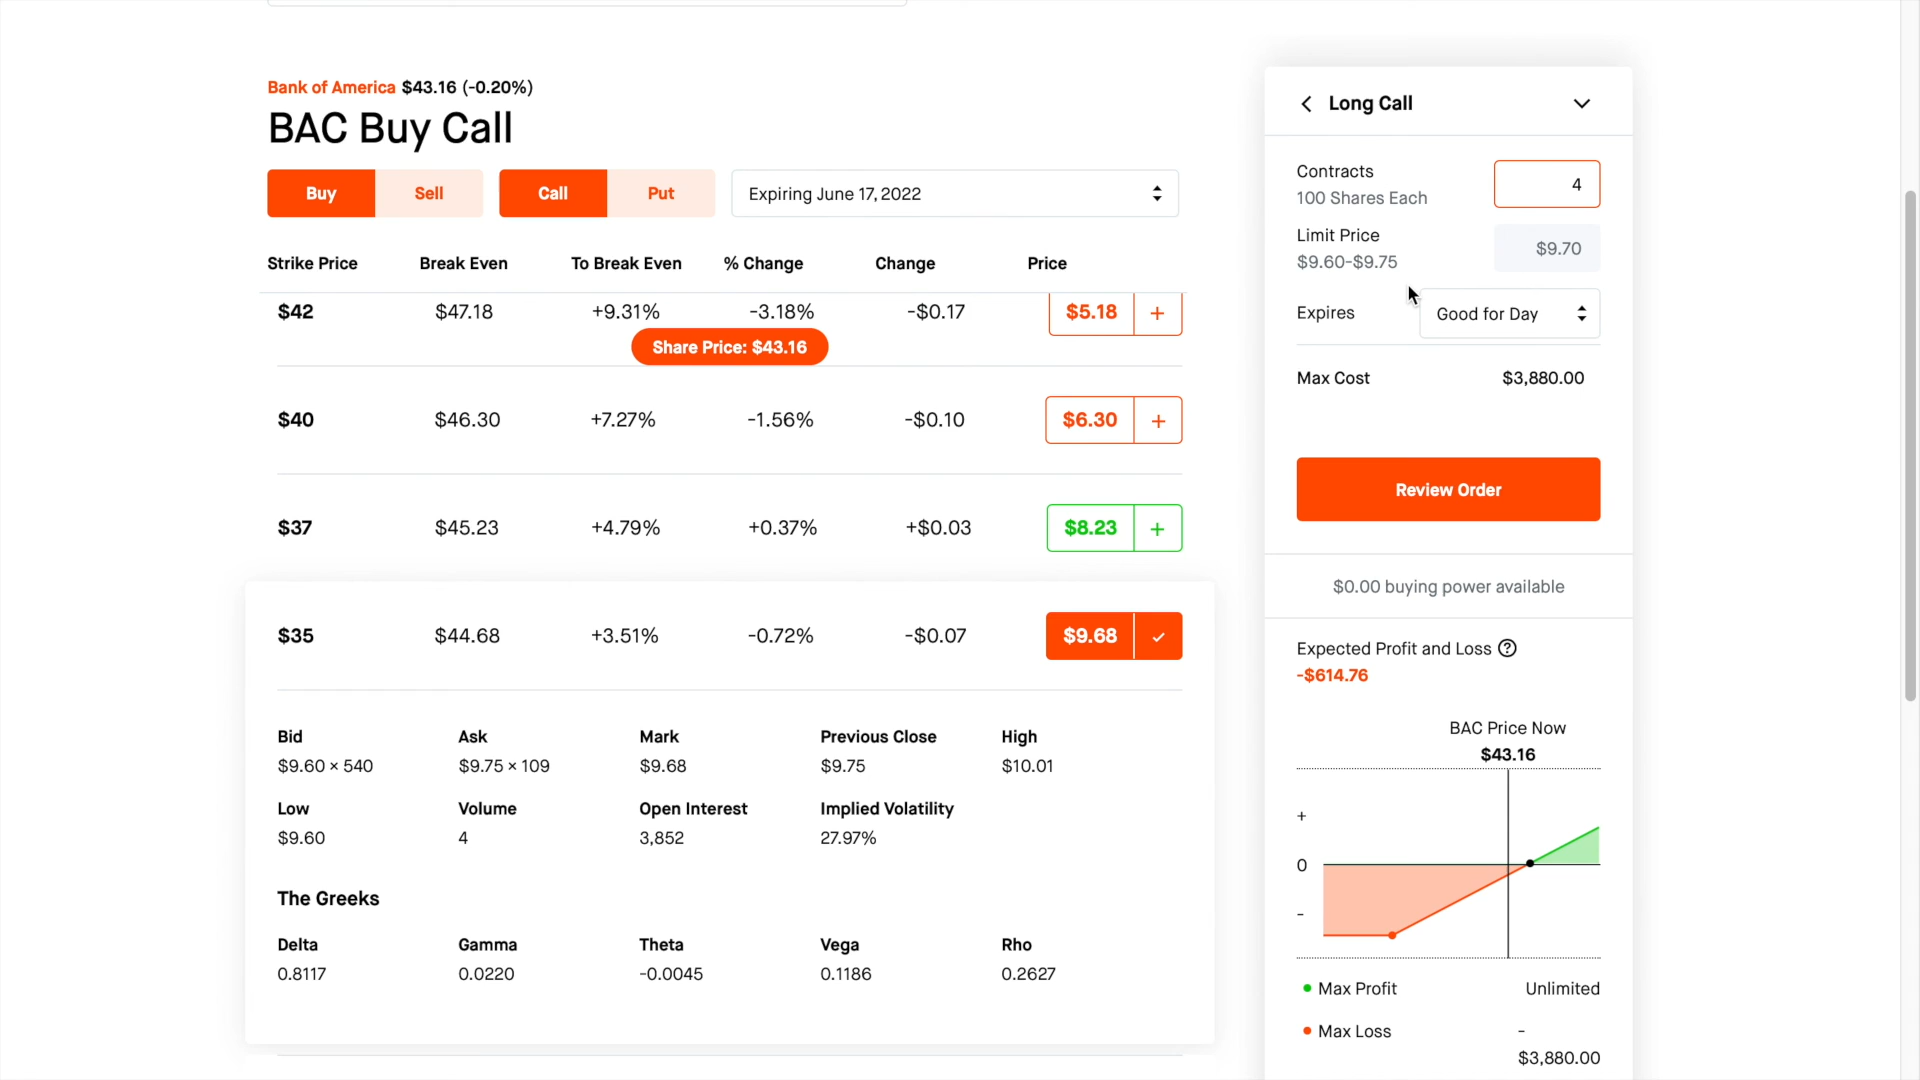 Bank of America $43.16 (-0.20%)
BAC Buy Call
Buy Sell Call Put Expiring June 17, 2022
Strike Price Break Even To Break Even % Change Change Price
$42 $47.18 +9.31% -3.18% -$0.17 $5.18 +
Share Price: $43.16
$40 $46.30 +7.27% -1.56% -$0.10 $6.30 +
$37 $45.23 +4.79% +0.37% +$0.03 $8.23 +
$35 $44.68 +3.51% -0.72% -$0.07 $9.68
Bid Ask Mark Previous Close High
$9.60 × 540 $9.75 × 109 $9.68 $9.75 $10.01
Low Volume Open Interest Implied Volatility
$9.60 4 3,852 27.97%
The Greeks
Delta Gamma Theta Vega Rho
0.8117 0.0220 -0.0045 0.1186 0.2627
Long Call
Contracts 4
100 Shares Each
Limit Price $9.70
$9.60-$9.75
Expires Good for Day
Max Cost $3,880.00
Review Order
$0.00 buying power available
Expected Profit and Loss ?
-$614.76
BAC Price Now
$43.16
+
0
-
Max Profit Unlimited
Max Loss -
$3,880.00